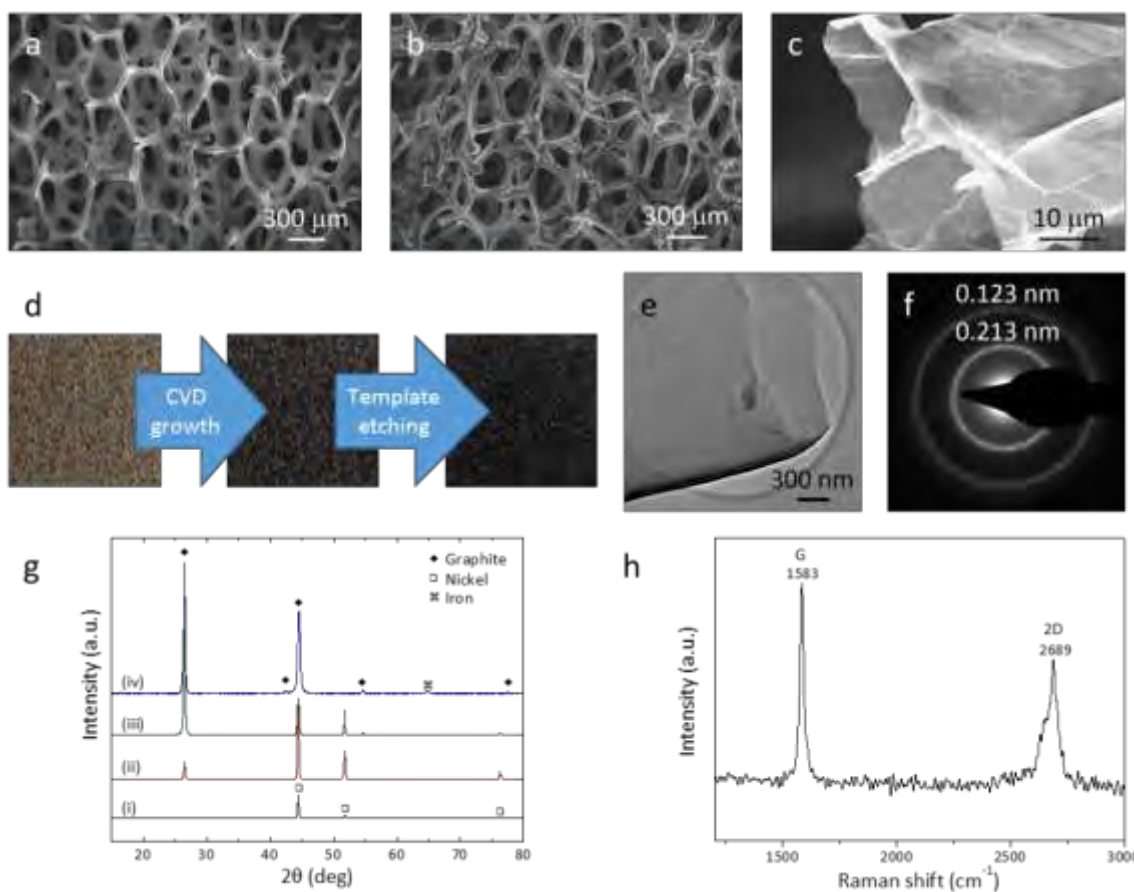 a
300 μm
b
300 μm
c
10 μm
d
CVD
growth
Template
etching
e
300 nm
f
0.123 nm
0.213 nm
g
Intensity (a.u.)
Graphite
Nickel
Iron
(iv)
(iii)
(ii)
(i)
20 30 40 50 60 70 80
2θ (deg)
h
Intensity (a.u.)
G
1583
2D
2689
1500 2000 2500 3000
Raman shift (cm⁻¹)